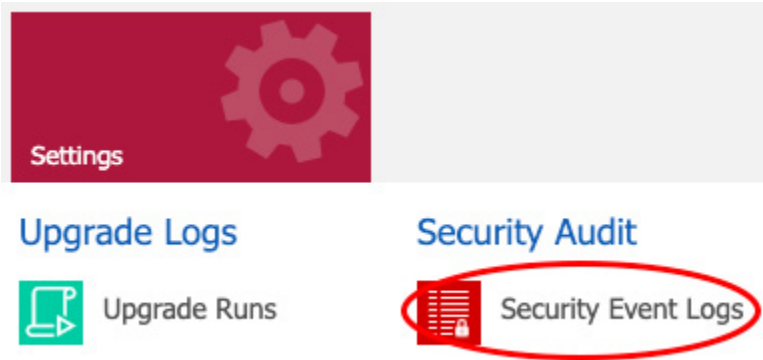 Settings
Upgrade Logs
Security Audit
Upgrade Runs
Security Event Logs